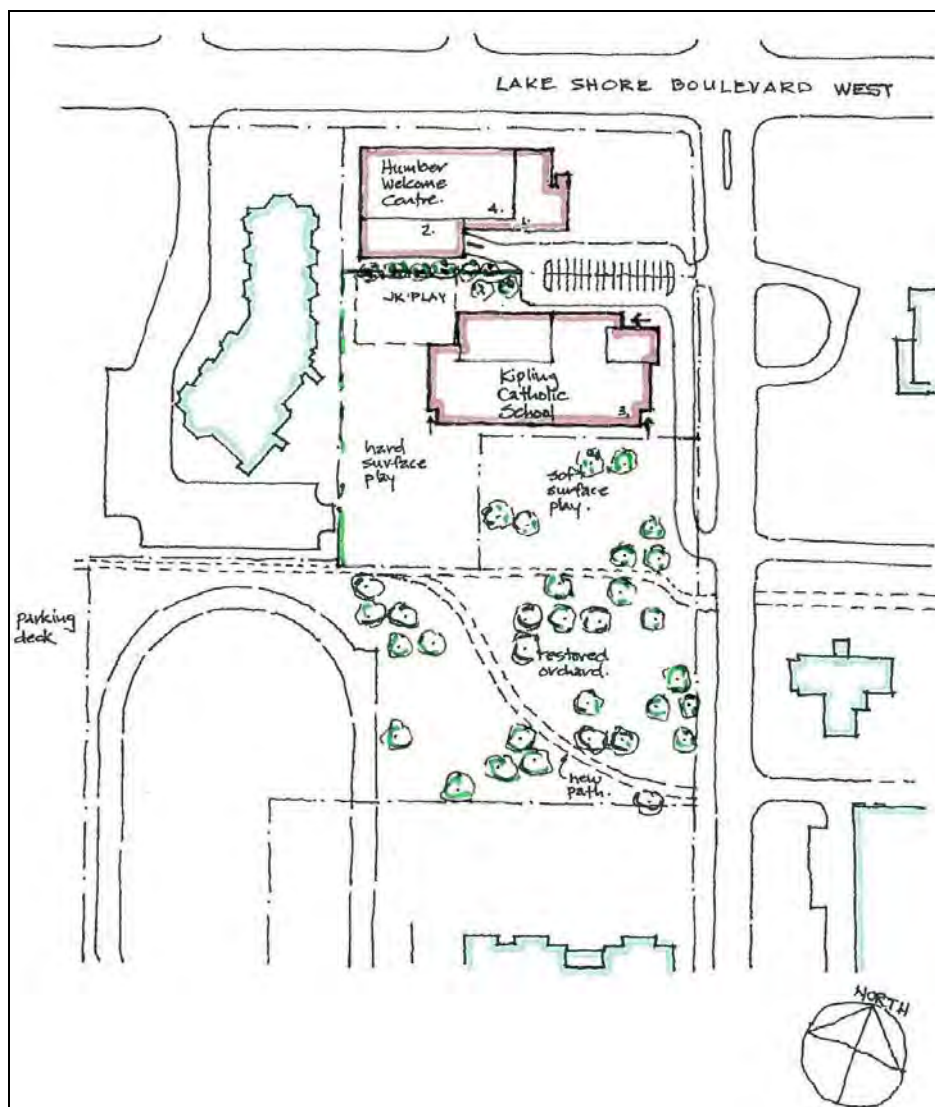 LAKE SHORE BOULEVARD WEST
Humber
Welcome
Centre.
4.
1.
2.
JK PLAY
Kipling
Catholic
School
3.
hard
surface
play
soft
surface
play.
parking
deck
restored
orchard.
new
path.
NORTH